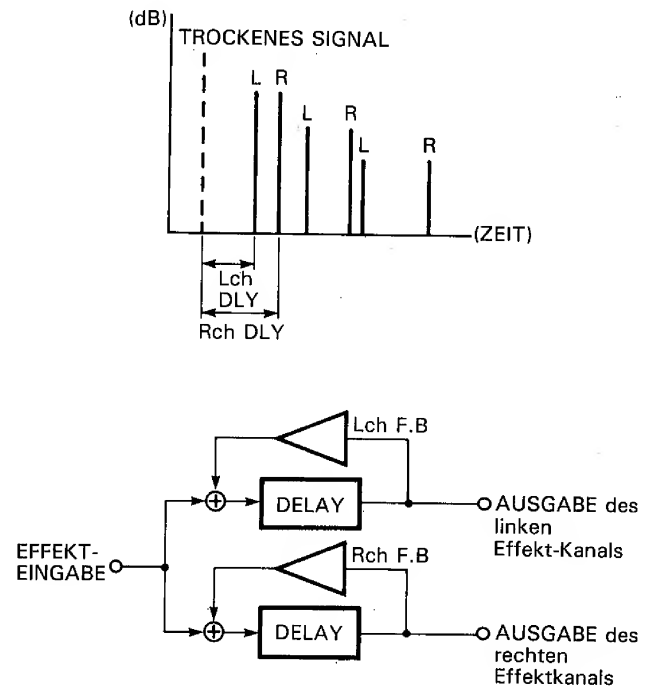 (dB)
TROCKENES SIGNAL
L R
L
R
L
R
(ZEIT)
Lch
DLY
Rch DLY
Lch F.B
DELAY
AUSGABE des
linken
Effekt-Kanals
EFFEKT-
EINGABE
Rch F.B
DELAY
AUSGABE des
rechten
Effektkanals